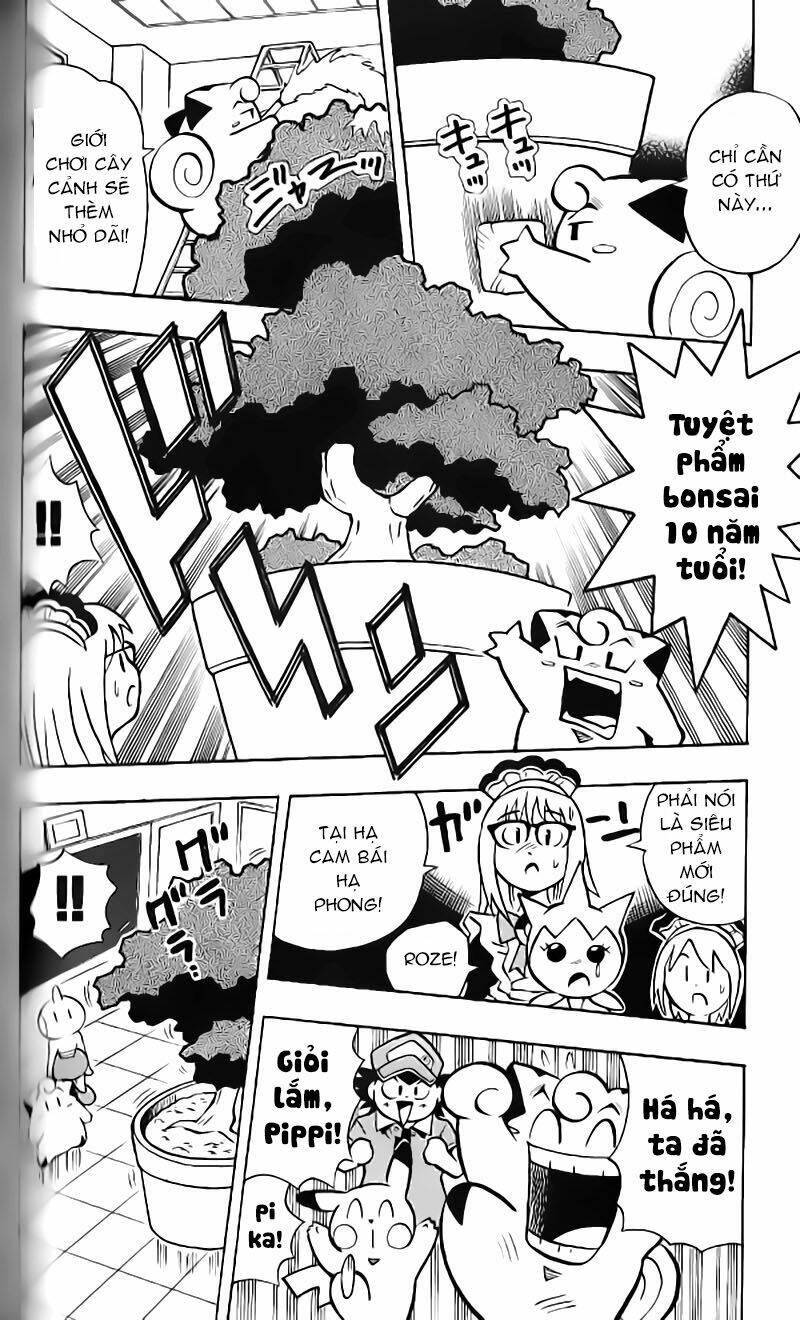 CHỈ CẦN
CÓ THỨ
NÀY...
キュッ
キュッ
GIỚI
CHƠI CÂY
CẢNH SẼ
THÈM
NHỎ DÃI!
ジャーッ
Tuyệt
phẩm
bonsai
10 năm
tuổi!
!!
PHẢI NÓI
LÀ SIÊU
PHẨM
MỚI
ĐÚNG!
ガーン
TẠI HẠ
CAM BÁI
HẠ
PHONG!
ROZE!
!!
グラグラ
Há há,
ta đã
thắng!
Giỏi
lắm,
Pippi!
Pi
ka!